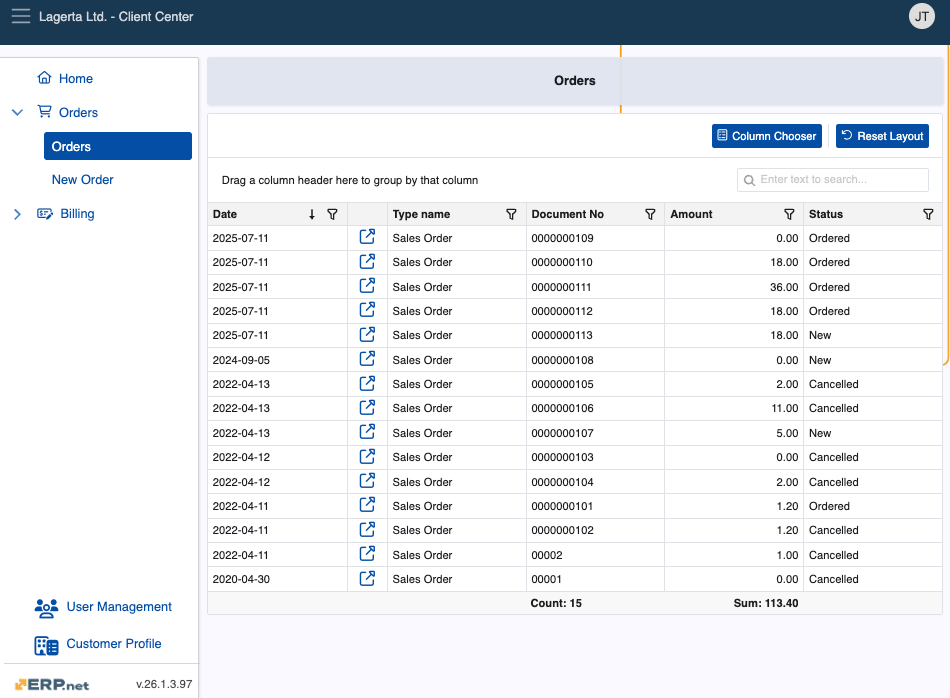 Lagerta Ltd. - Client Center
JT
Home
Orders
Orders
New Order
Billing
User Management
Customer Profile
ERP.net
v.26.1.3.97
Orders
Column Chooser
Reset Layout
Drag a column header here to group by that column
Enter text to search...
Date Type name Document No Amount Status
2025-07-11 Sales Order 0000000109 0.00 Ordered
2025-07-11 Sales Order 0000000110 18.00 Ordered
2025-07-11 Sales Order 0000000111 36.00 Ordered
2025-07-11 Sales Order 0000000112 18.00 Ordered
2025-07-11 Sales Order 0000000113 18.00 New
2024-09-05 Sales Order 0000000108 0.00 New
2022-04-13 Sales Order 0000000105 2.00 Cancelled
2022-04-13 Sales Order 0000000106 11.00 Cancelled
2022-04-13 Sales Order 0000000107 5.00 New
2022-04-12 Sales Order 0000000103 0.00 Cancelled
2022-04-12 Sales Order 0000000104 2.00 Cancelled
2022-04-11 Sales Order 0000000101 1.20 Ordered
2022-04-11 Sales Order 0000000102 1.20 Cancelled
2022-04-11 Sales Order 00002 1.00 Cancelled
2020-04-30 Sales Order 00001 0.00 Cancelled
Count: 15 Sum: 113.40